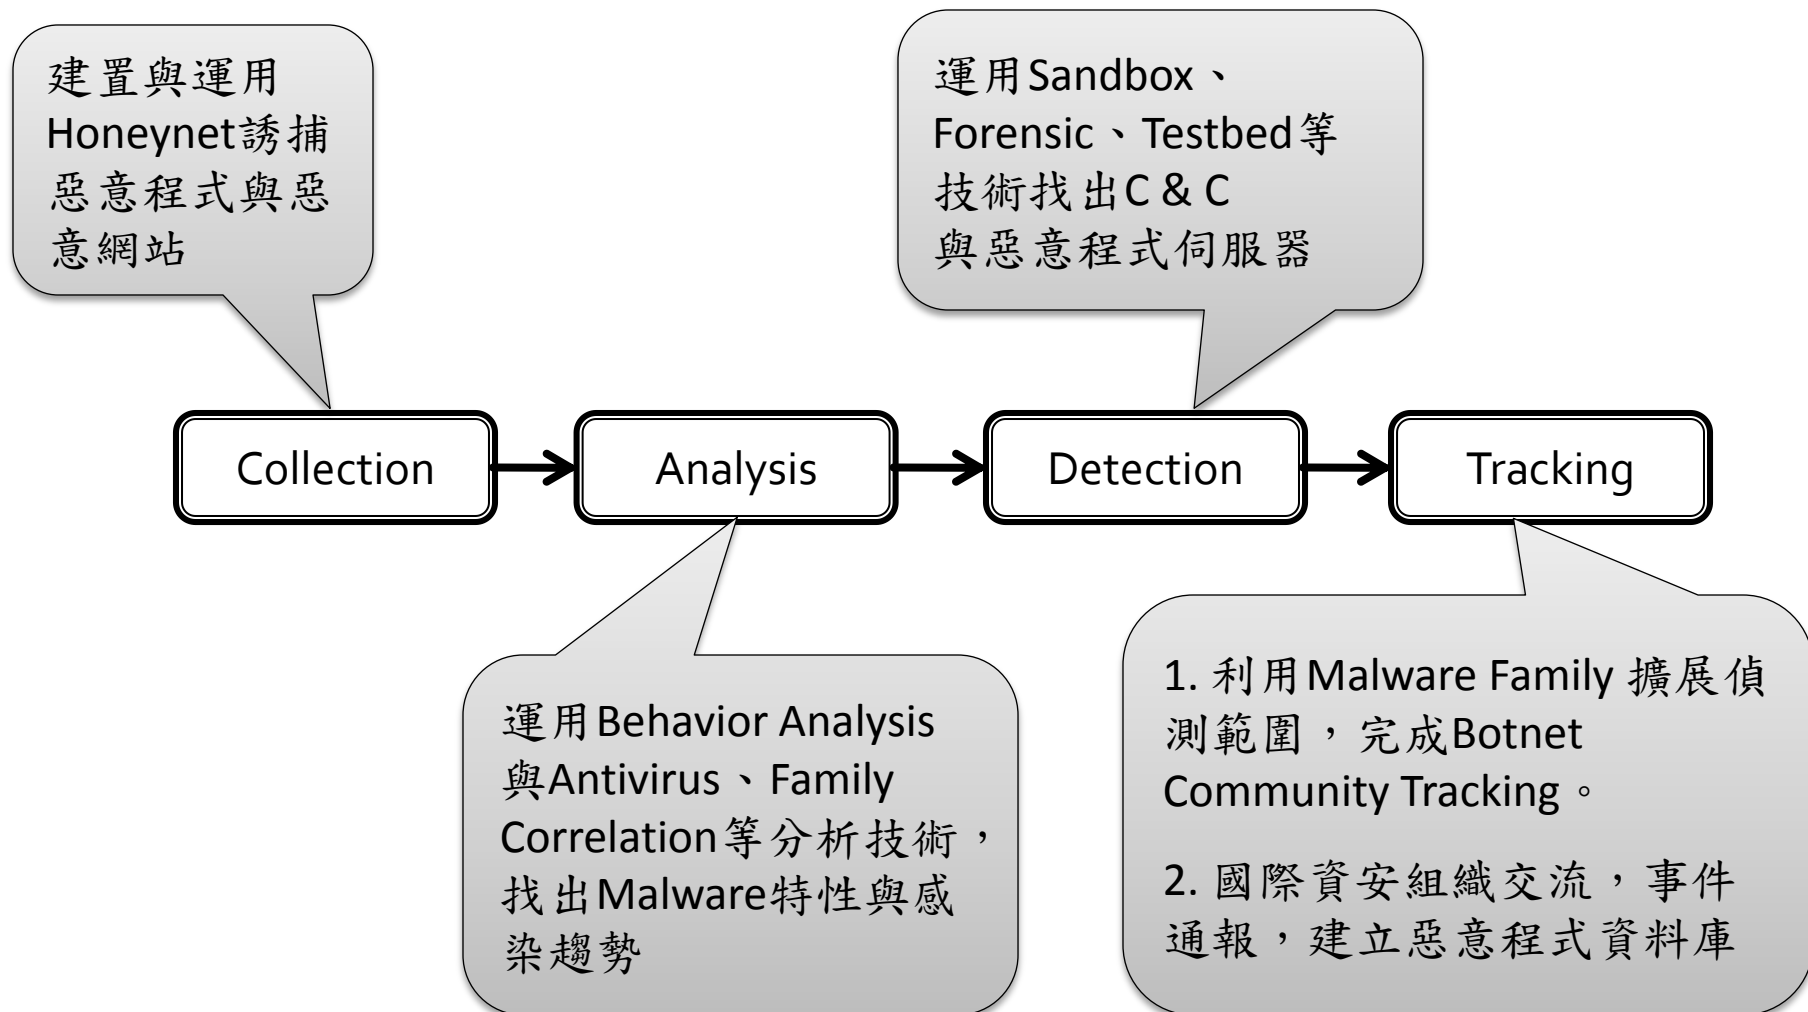 建置與運用
Honeynet誘捕
惡意程式與惡
意網站
運用Sandbox、
Forensic、Testbed等
技術找出C & C
與惡意程式伺服器
Collection
Analysis
Detection
Tracking
運用Behavior Analysis
與Antivirus、Family
Correlation等分析技術，
找出Malware特性與感
染趨勢
1. 利用Malware Family 擴展偵
測範圍，完成Botnet
Community Tracking。
2. 國際資安組織交流，事件
通報，建立惡意程式資料庫